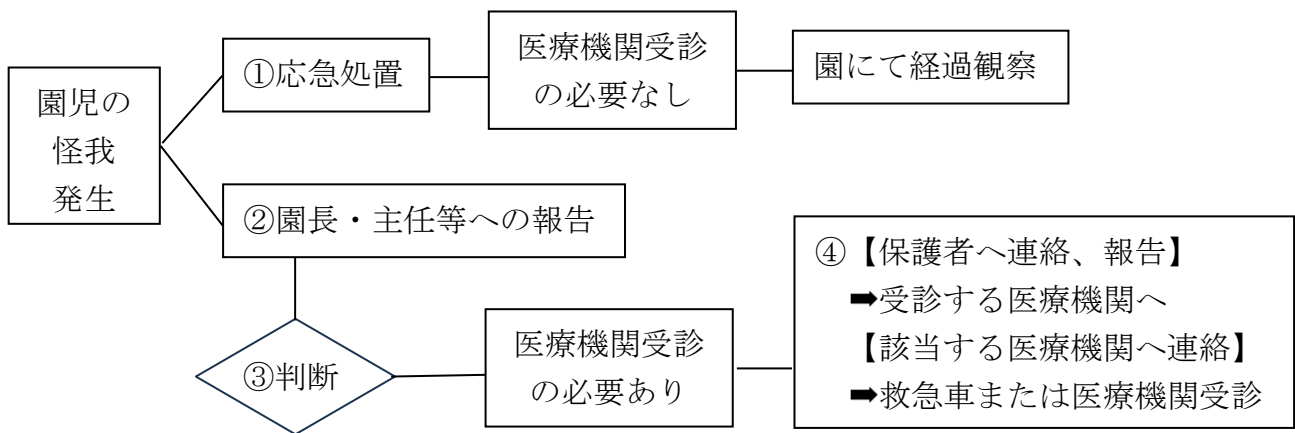 園児の
怪我
発生
①応急処置
医療機関受診
の必要なし
園にて経過観察
②園長・主任等への報告
③判断
医療機関受診
の必要あり
④【保護者へ連絡、報告】
➡受診する医療機関へ
【該当する医療機関へ連絡】
➡救急車または医療機関受診